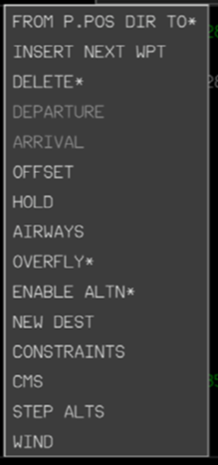 FROM P.POS DIR TO*
INSERT NEXT WPT
DELETE*
DEPARTURE
ARRIVAL
OFFSET
HOLD
AIRWAYS
OVERFLY*
ENABLE ALTN*
NEW DEST
CONSTRAINTS
CMS
STEP ALTS
WIND